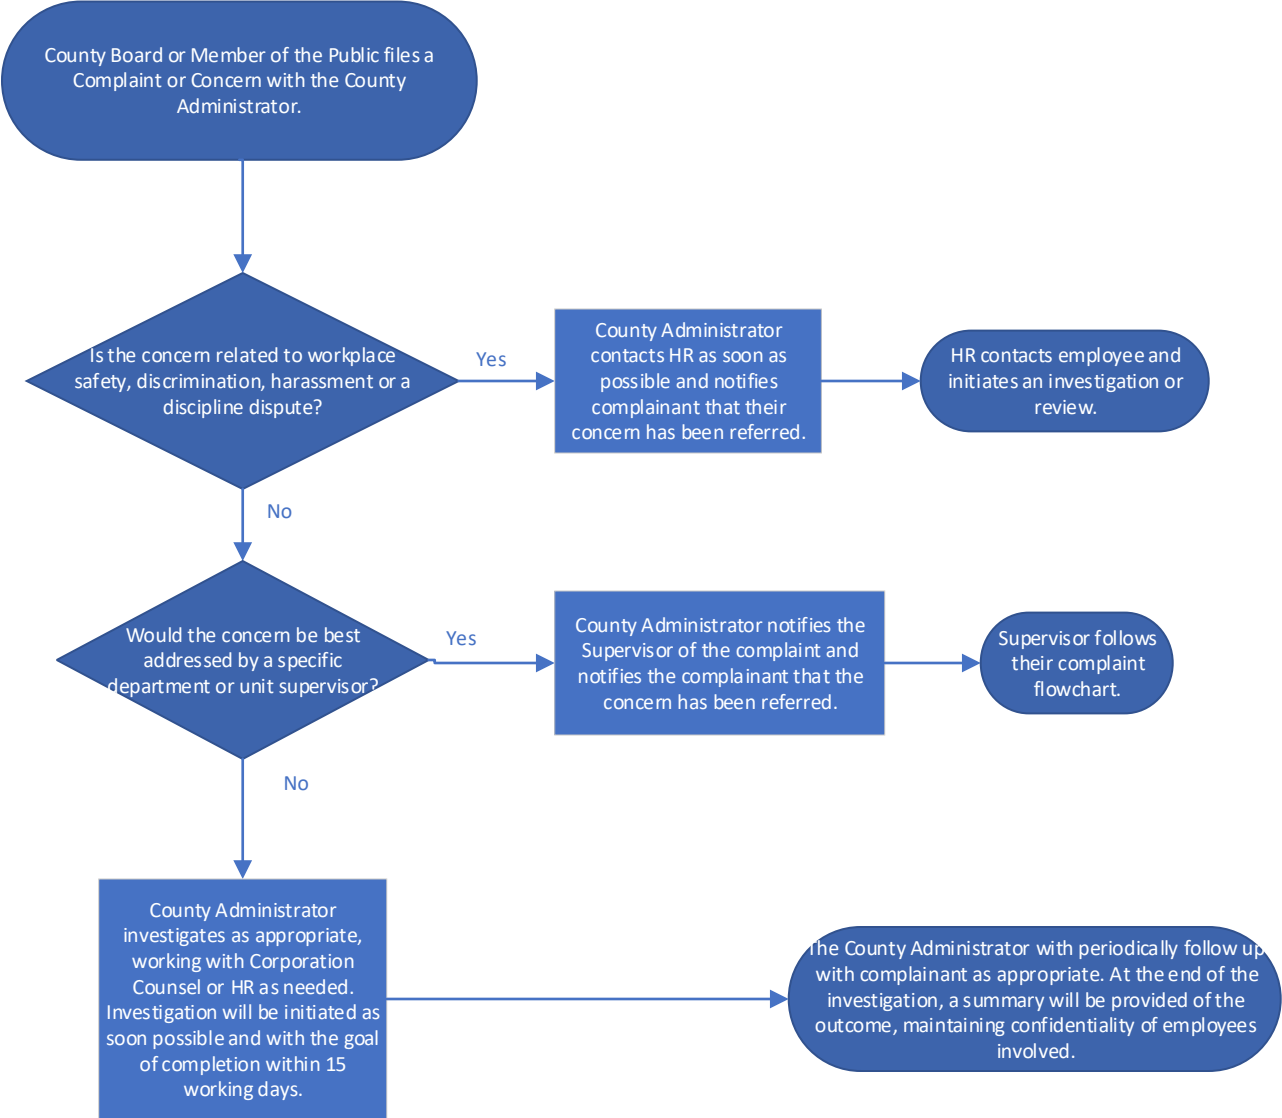 County Board or Member of the Public files a
Complaint or Concern with the County
Administrator.
Is the concern related to workplace
safety, discrimination, harassment or a
discipline dispute?
Yes
County Administrator
contacts HR as soon as
possible and notifies
complainant that their
concern has been referred.
HR contacts employee and
initiates an investigation or
review.
No
Would the concern be best
addressed by a specific
department or unit supervisor?
Yes
County Administrator notifies the
Supervisor of the complaint and
notifies the complainant that the
concern has been referred.
Supervisor follows
their complaint
flowchart.
No
County Administrator
investigates as appropriate,
working with Corporation
Counsel or HR as needed.
Investigation will be initiated as
soon possible and with the goal
of completion within 15
working days.
The County Administrator with periodically follow up
with complainant as appropriate. At the end of the
investigation, a summary will be provided of the
outcome, maintaining confidentiality of employees
involved.